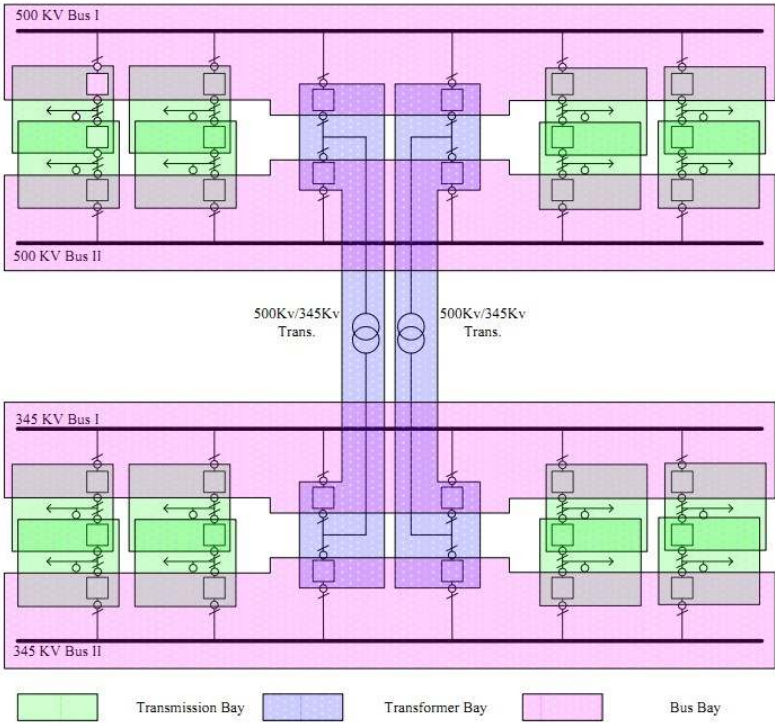 500 KV Bus I
500 KV Bus II
500Kv/345Kv
Trans.
500Kv/345Kv
Trans.
345 KV Bus I
345 KV Bus II
Transmission Bay
Transformer Bay
Bus Bay